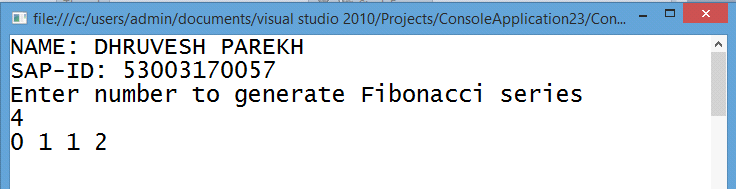 file:///c:/users/admin/documents/visual studio 2010/Projects/ConsoleApplication23/Con...
NAME: DHRUVESH PAREKH
SAP-ID: 53003170057
Enter number to generate Fibonacci series
4
0 1 1 2